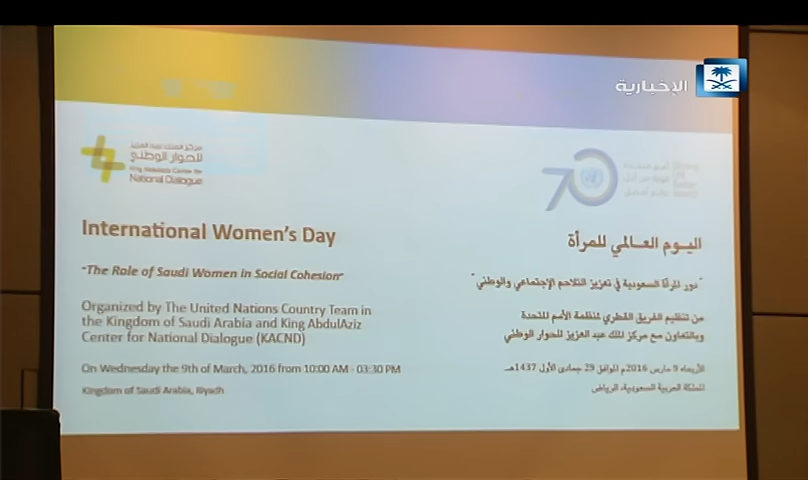 الإخبارية
مركز الملك عبد العزيز
للحوار الوطني
King Abdulaziz Center for
National Dialogue
70
International Women's Day
"The Role of Saudi Women in Social Cohesion"
Organized by The United Nations Country Team in
the Kingdom of Saudi Arabia and King AbdulAziz
Center for National Dialogue (KACND)
On Wednesday the 9th of March, 2016 from 10:00 AM - 03:30 PM
Kingdom of Saudi Arabia, Riyadh
اليوم العالمي للمرأة
"دور المرأة السعودية في تعزيز التلاحم الإجتماعي والوطني"
من تنظيم الفريق القطري لمنظمة الأمم المتحدة
وبالتعاون مع مركز الملك عبد العزيز للحوار الوطني
الأربعاء 9 مارس 2016م الموافق 29 جمادى الأول 1437هـ
المملكة العربية السعودية، الرياض